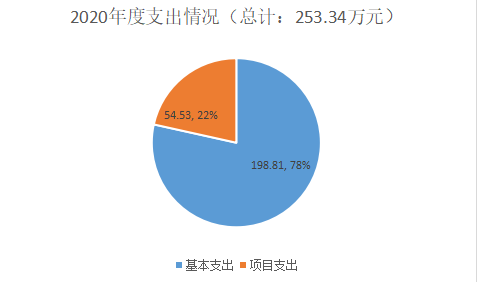 2020年度支出情况（总计：253.34万元）
54.53, 22%
198.81, 78%
基本支出 项目支出